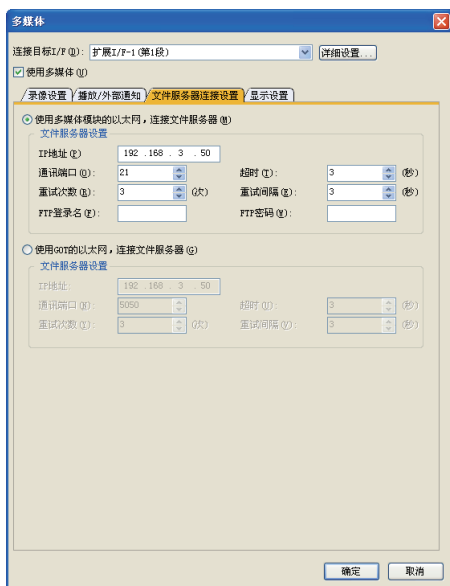 多媒体
连接目标I/F(D): 扩展I/F-1(第1段) 详细设置...
使用多媒体(U)
录像设置 播放/外部通知 文件服务器连接设置 显示设置
使用多媒体模块的以太网，连接文件服务器(M)
文件服务器设置
IP地址(P) 192 .168 . 3 . 50
通讯端口(O): 21 超时(T): 3 (秒)
重试次数(R): 3 (次) 重试间隔(E): 3 (秒)
FTP登录名(F): FTP密码(W):
使用GOT的以太网，连接文件服务器(G)
文件服务器设置
IP地址: 192 .168 . 3 . 50
通讯端口(N): 5050 超时(I): 3 (秒)
重试次数(Y): 3 (次) 重试间隔(V): 3 (秒)
确定 取消